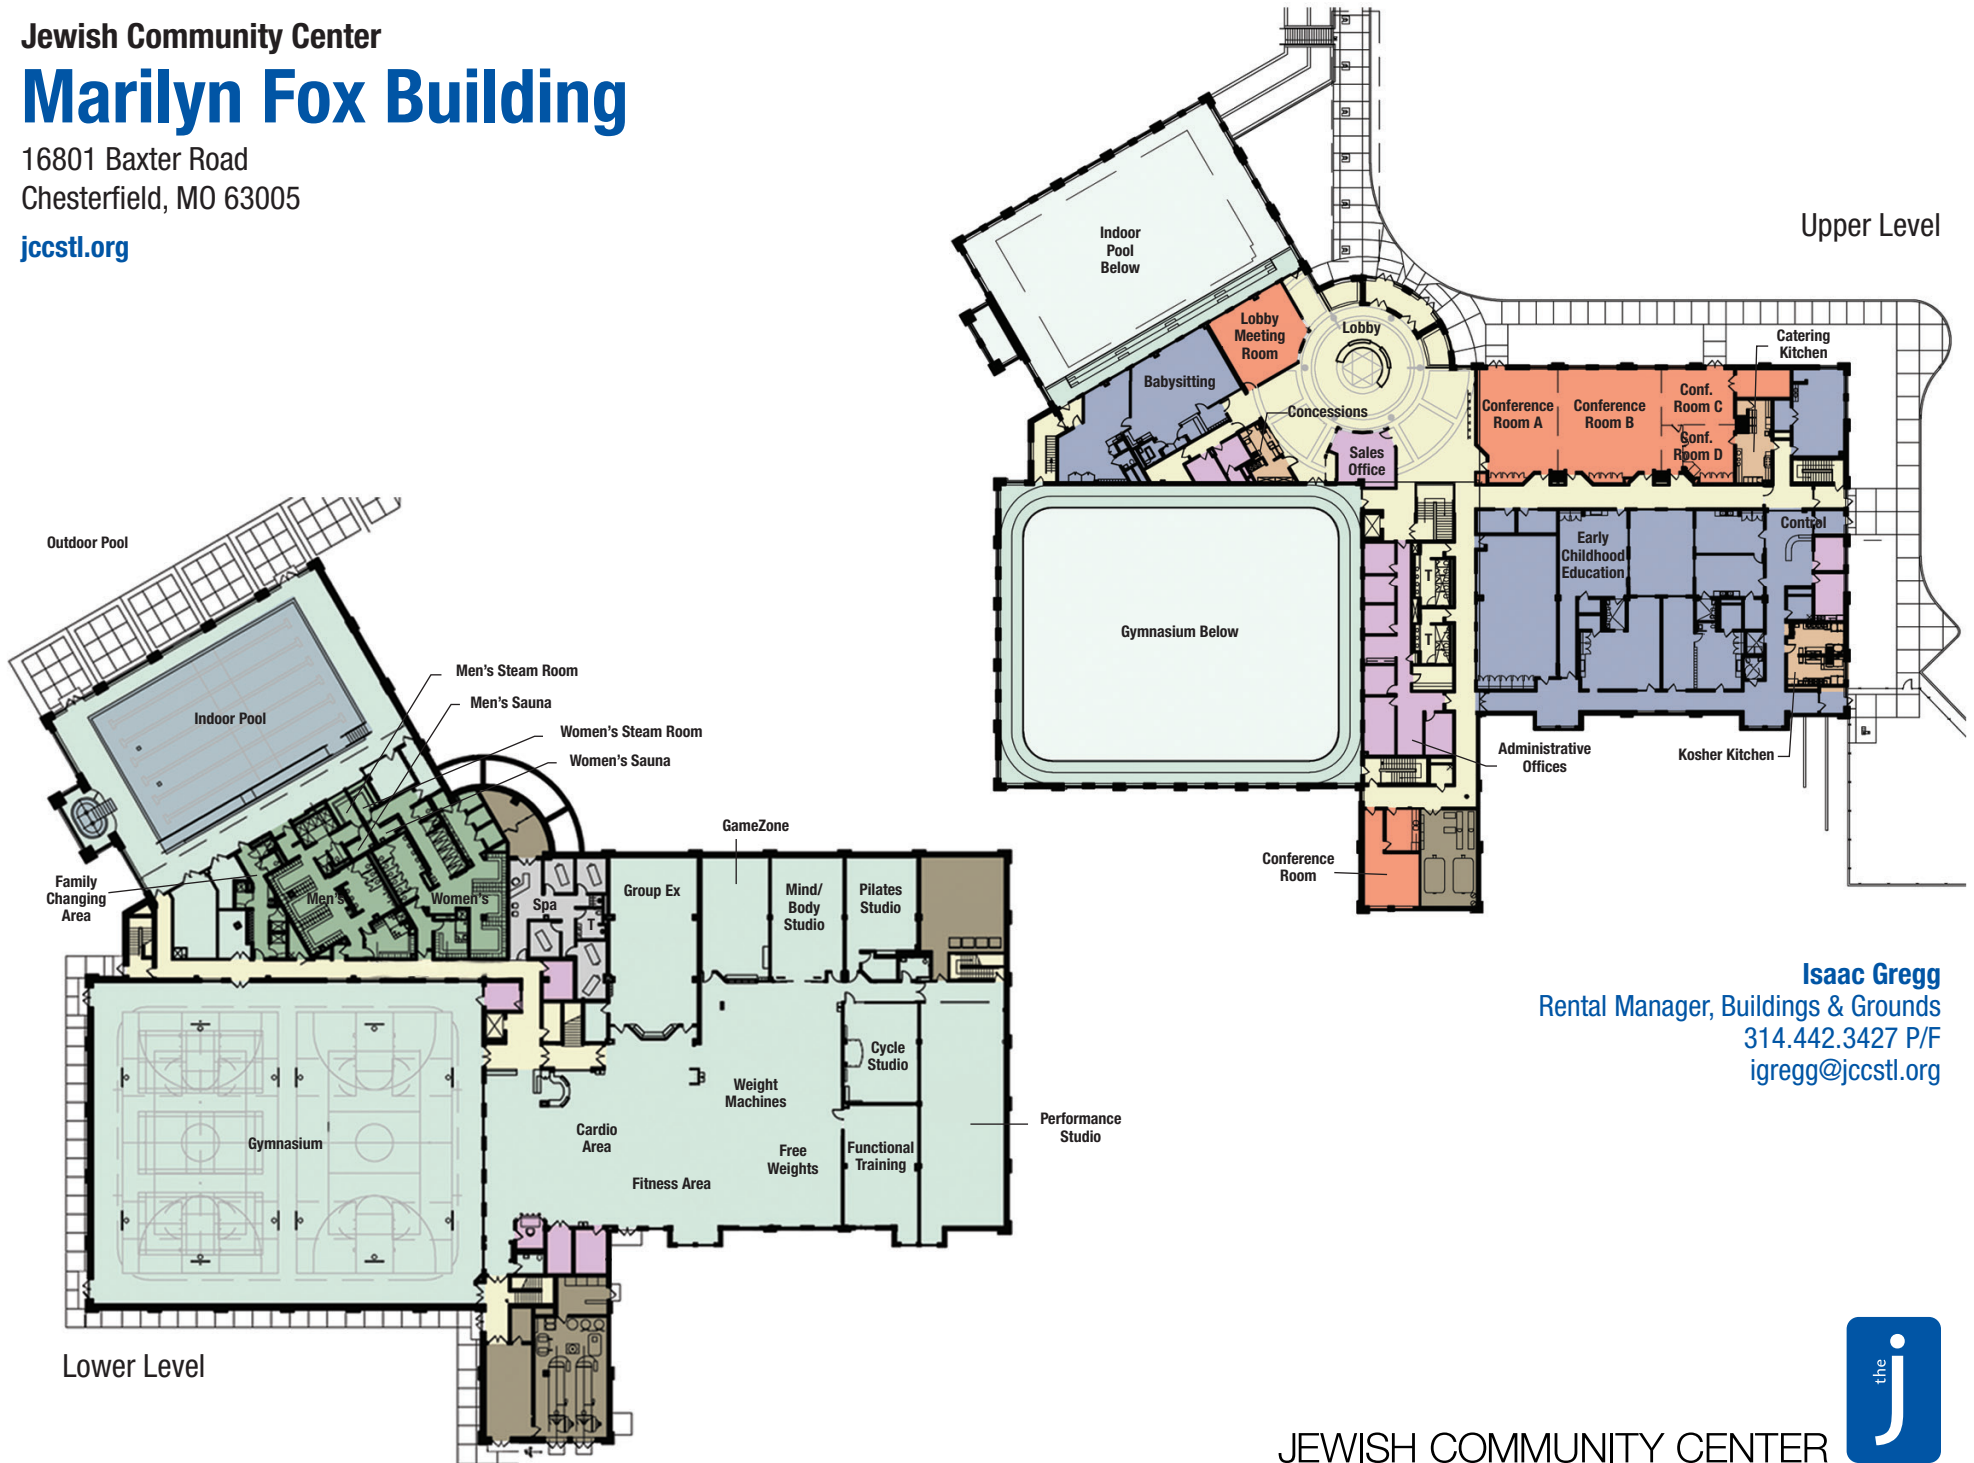 Jewish Community Center
Marilyn Fox Building
16801 Baxter Road
Chesterfield, MO 63005
jccstl.org
Upper Level
Indoor
Pool
Below
Lobby
Meeting
Room
Lobby
Babysitting
Concessions
Sales
Office
Catering
Kitchen
Conference
Room A
Conference
Room B
Conf.
Room C
Conf.
Room D
Control
Early
Childhood
Education
T
T
Gymnasium Below
Administrative
Offices
Kosher Kitchen
Conference
Room
Outdoor Pool
Indoor Pool
Men's Steam Room
Men's Sauna
Women's Steam Room
Women's Sauna
Family
Changing
Area
Men's
Women's
Spa
T
GameZone
Group Ex
Mind/
Body
Studio
Pilates
Studio
Cycle
Studio
Weight
Machines
Cardio
Area
Free
Weights
Functional
Training
Fitness Area
Performance
Studio
Gymnasium
Lower Level
Isaac Gregg
Rental Manager, Buildings & Grounds
314.442.3427 P/F
igregg@jccstl.org
JEWISH COMMUNITY CENTER
the j